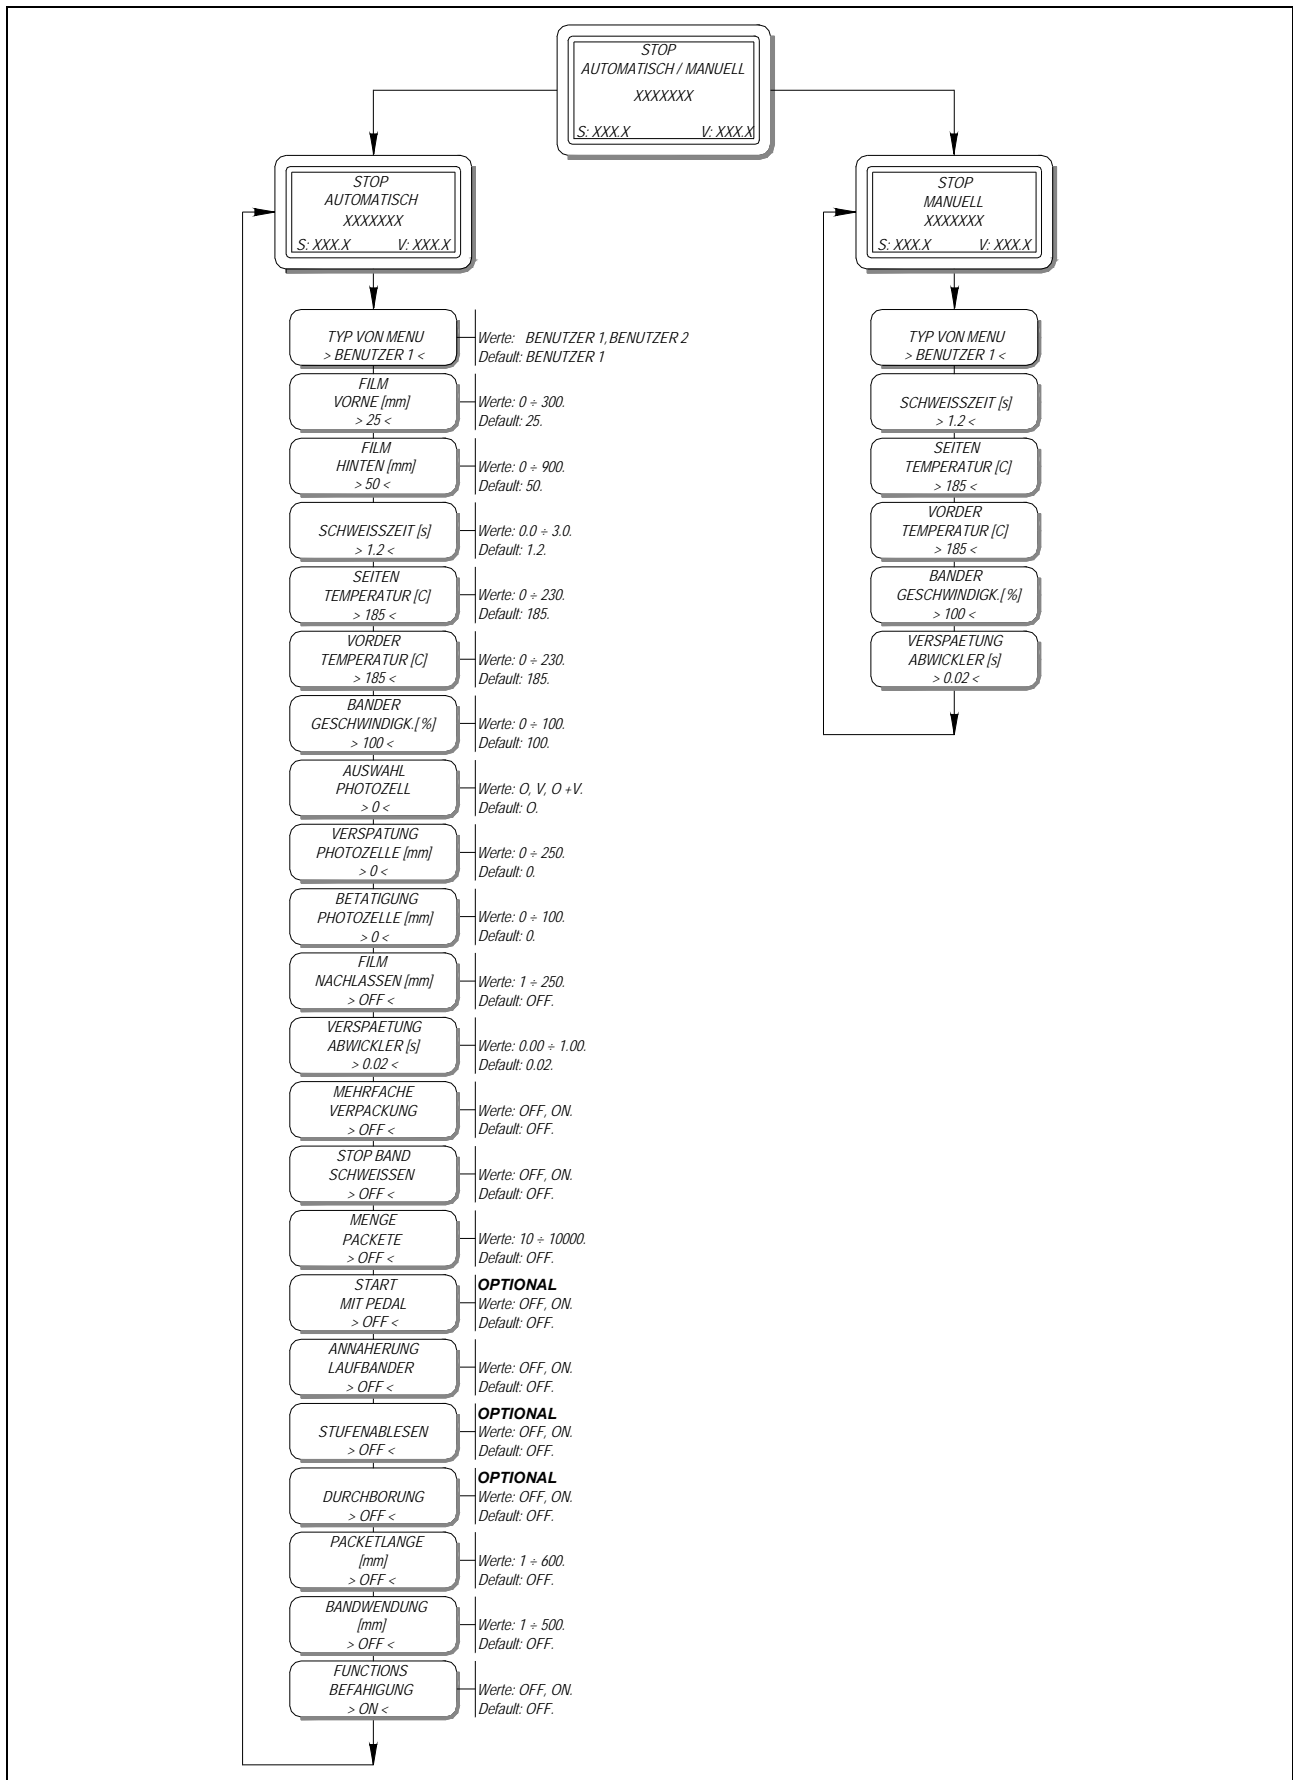 STOP
AUTOMATISCH / MANUELL
XXXXXXX
S: XXX.X V: XXX.X
STOP
AUTOMATISCH
XXXXXXX
S: XXX.X V: XXX.X
TYP VON MENU
> BENUTZER 1 <
Werte: BENUTZER 1, BENUTZER 2
Default: BENUTZER 1
FILM
VORNE [mm]
> 25 <
Werte: 0 ÷ 300.
Default: 25.
FILM
HINTEN [mm]
> 50 <
Werte: 0 ÷ 900.
Default: 50.
SCHWEISSZEIT [s]
> 1.2 <
Werte: 0.0 ÷ 3.0.
Default: 1.2.
SEITEN
TEMPERATUR [C]
> 185 <
Werte: 0 ÷ 230.
Default: 185.
VORDER
TEMPERATUR [C]
> 185 <
Werte: 0 ÷ 230.
Default: 185.
BANDER
GESCHWINDIGK.[%]
> 100 <
Werte: 0 ÷ 100.
Default: 100.
AUSWAHL
PHOTOZELL
> 0 <
Werte: O, V, O +V.
Default: O.
VERSPATUNG
PHOTOZELLE [mm]
> 0 <
Werte: 0 ÷ 250.
Default: 0.
BETATIGUNG
PHOTOZELLE [mm]
> 0 <
Werte: 0 ÷ 100.
Default: 0.
FILM
NACHLASSEN [mm]
> OFF <
Werte: 1 ÷ 250.
Default: OFF.
VERSPAETUNG
ABWICKLER [s]
> 0.02 <
Werte: 0.00 ÷ 1.00.
Default: 0.02.
MEHRFACHE
VERPACKUNG
> OFF <
Werte: OFF, ON.
Default: OFF.
STOP BAND
SCHWEISSEN
> OFF <
Werte: OFF, ON.
Default: OFF.
MENGE
PACKETE
> OFF <
Werte: 10 ÷ 10000.
Default: OFF.
START
MIT PEDAL
> OFF <
OPTIONAL
Werte: OFF, ON.
Default: OFF.
ANNAHERUNG
LAUFBANDER
> OFF <
Werte: OFF, ON.
Default: OFF.
STUFENABLESEN
> OFF <
OPTIONAL
Werte: OFF, ON.
Default: OFF.
DURCHBORUNG
> OFF <
OPTIONAL
Werte: OFF, ON.
Default: OFF.
PACKETLANGE
[mm]
> OFF <
Werte: 1 ÷ 600.
Default: OFF.
BANDWENDUNG
[mm]
> OFF <
Werte: 1 ÷ 500.
Default: OFF.
FUNCTIONS
BEFAHIGUNG
> ON <
Werte: OFF, ON.
Default: OFF.
STOP
MANUELL
XXXXXXX
S: XXX.X V: XXX.X
TYP VON MENU
> BENUTZER 1 <
SCHWEISSZEIT [s]
> 1.2 <
SEITEN
TEMPERATUR [C]
> 185 <
VORDER
TEMPERATUR [C]
> 185 <
BANDER
GESCHWINDIGK.[%]
> 100 <
VERSPAETUNG
ABWICKLER [s]
> 0.02 <